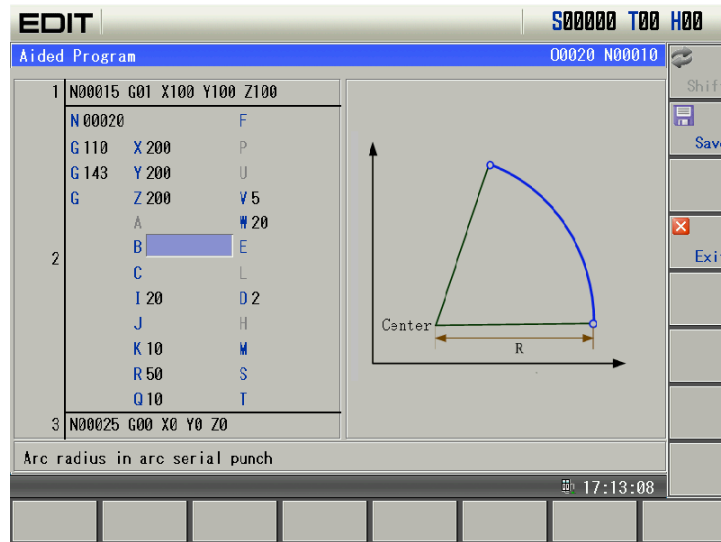 EDIT S00000 T00 H00
Aided Program O0020 N00010
Shif
1 N00015 G01 X100 Y100 Z100
N 00020 F
Save
G 110 X 200 P
G 143 Y 200 U
G Z 200 V 5
A W 20
B E
Exi
2
C L
I 20 D 2
J H
Center
K 10 M
R
R 50 S
Q 10 T
3 N00025 G00 X0 Y0 Z0
Arc radius in arc serial punch
17:13:08